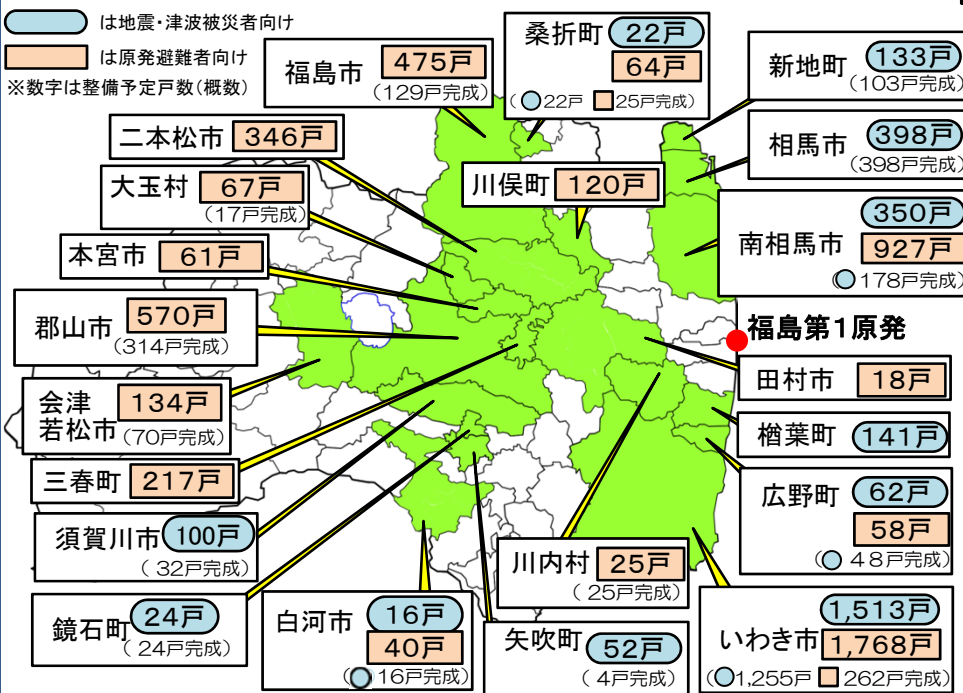 は地震・津波被災者向け
は原発避難者向け
※数字は整備予定戸数(概数)
福島市 475戸
(129戸完成)
桑折町 22戸
64戸
(22戸 25戸完成)
新地町 133戸
(103戸完成)
二本松市 346戸
相馬市 398戸
(398戸完成)
大玉村 67戸
(17戸完成)
川俣町 120戸
南相馬市 350戸
927戸
(178戸完成)
本宮市 61戸
郡山市 570戸
(314戸完成)
福島第1原発
田村市 18戸
会津
若松市 134戸
(70戸完成)
楢葉町 141戸
三春町 217戸
広野町 62戸
58戸
(48戸完成)
須賀川市 100戸
(32戸完成)
川内村 25戸
(25戸完成)
鏡石町 24戸
(24戸完成)
白河市 16戸
40戸
(16戸完成)
矢吹町 52戸
(4戸完成)
いわき市 1,513戸
1,768戸
(1,255戸 262戸完成)